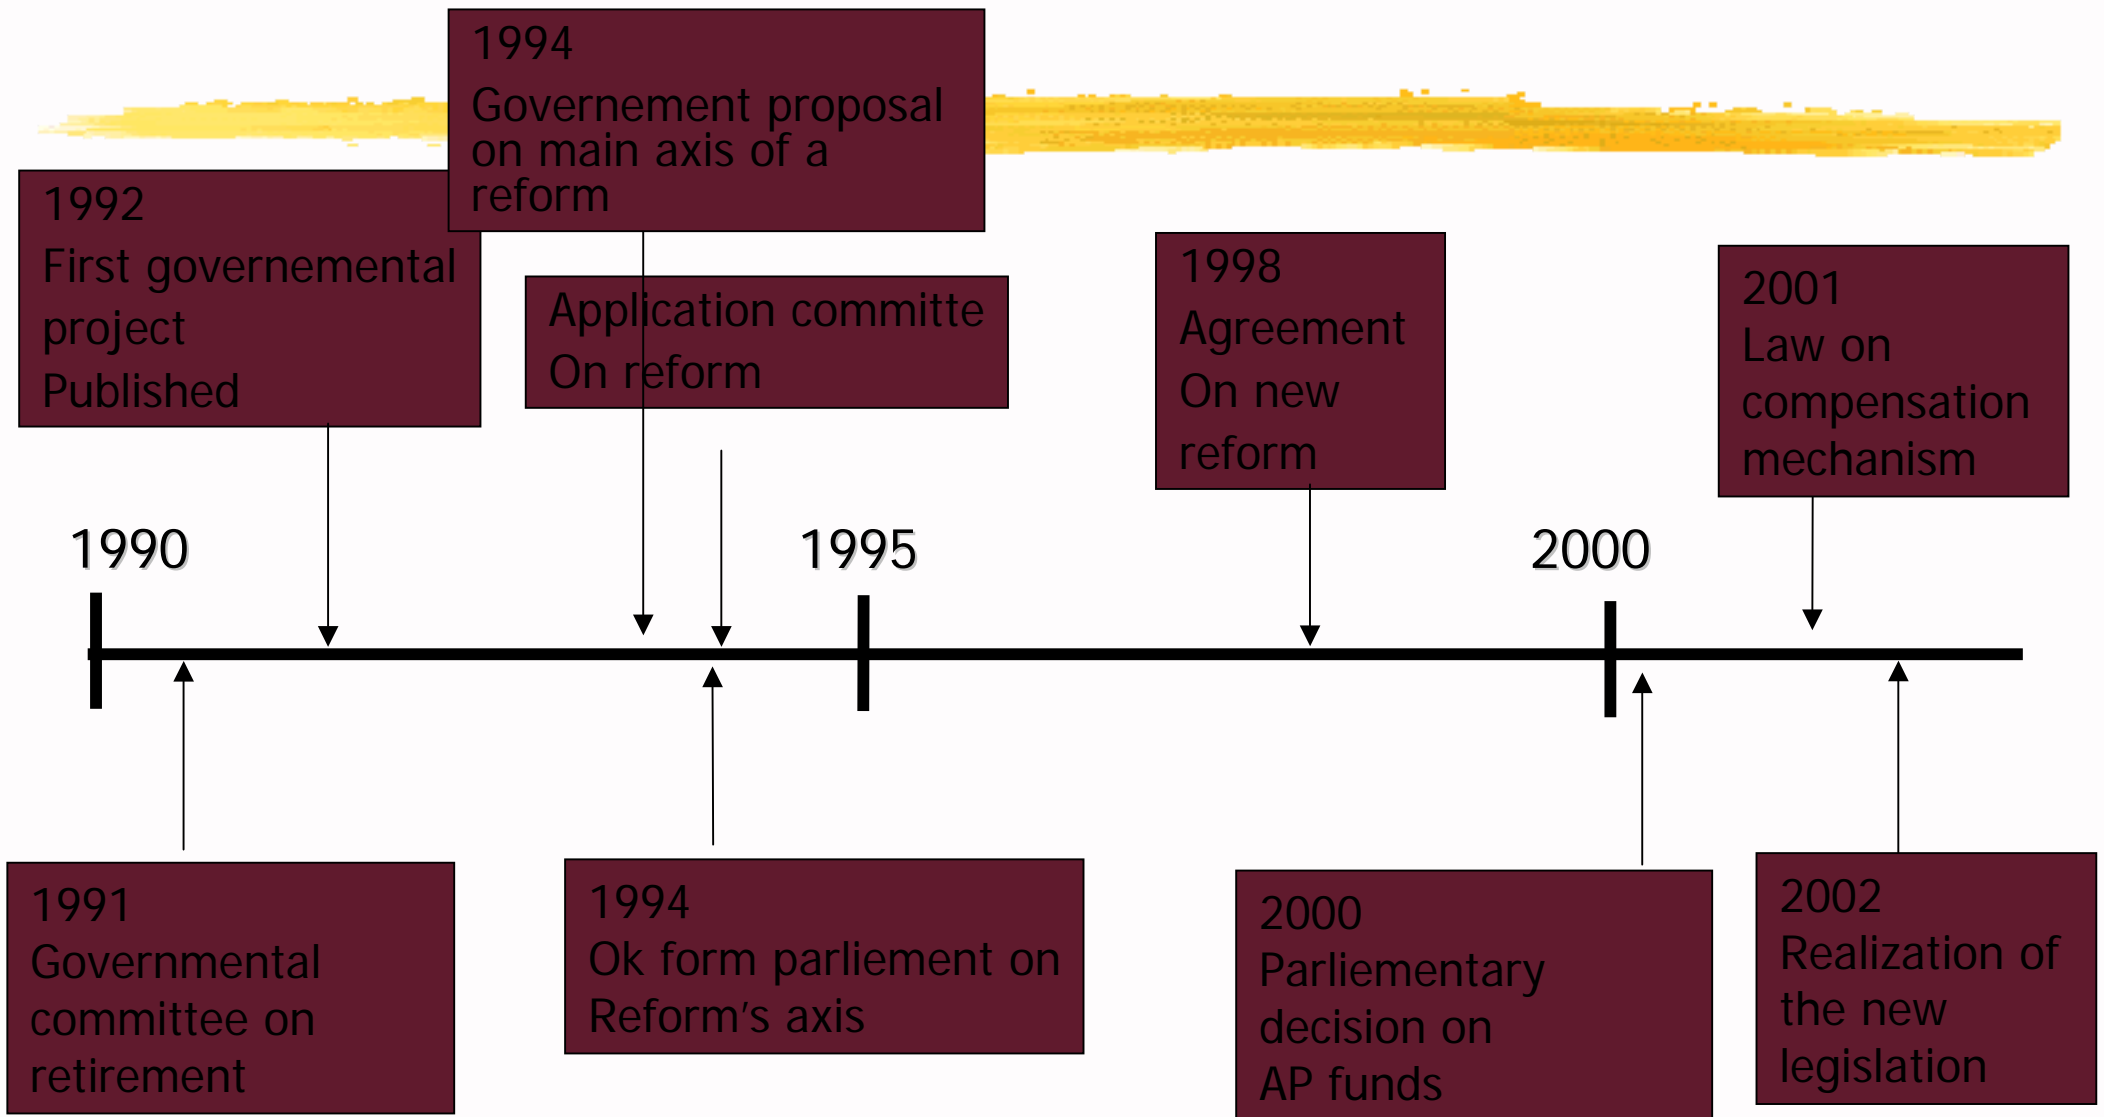 1994
Governement proposal
on main axis of a
reform
1992
First governemental
project
Published
Application committe
On reform
1998
Agreement
On new
reform
2001
Law on
compensation
mechanism
1990
1995
2000
1991
Governmental
committee on
retirement
1994
Ok form parliement on
Reform's axis
2000
Parliementary
decision on
AP funds
2002
Realization of
the new
legislation